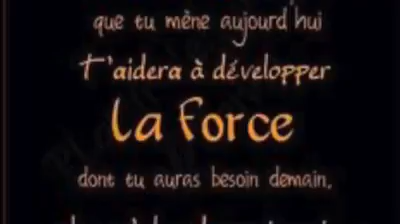 que tu mène aujourd'hui
T'aidera à développer
La force
dont tu auras besoin demain.